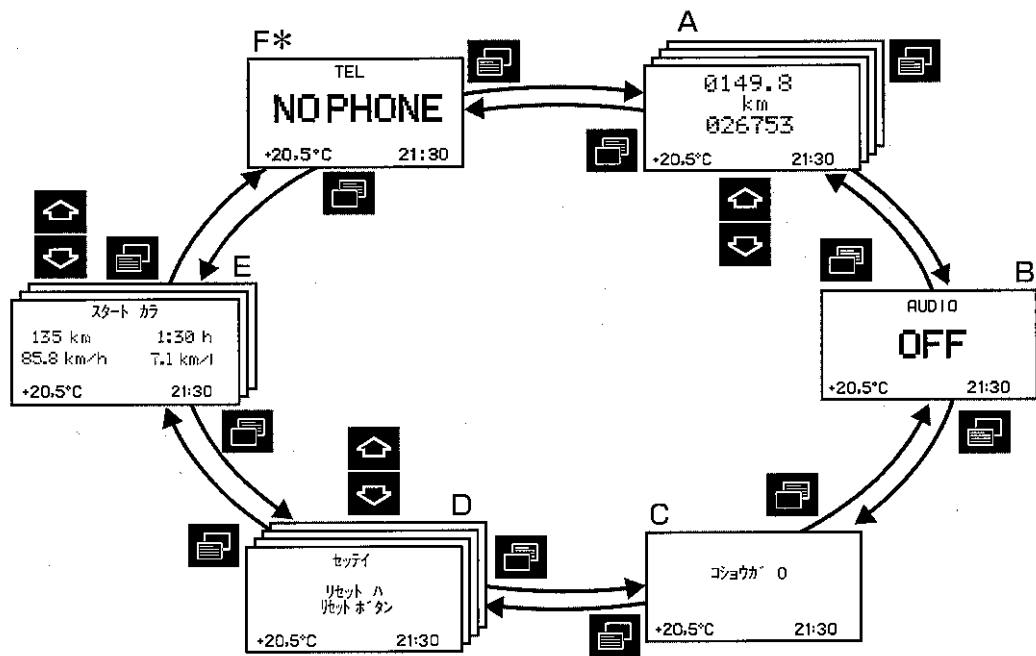 F*
TEL
NO PHONE
+20,5°C 21:30
A
0149.8
km
026753
+20,5°C 21:30
B
AUDIO
OFF
+20,5°C 21:30
E
スタート カラ
135 km 1:30 h
85.8 km/h 7.1 km/l
+20,5°C 21:30
D
セッテイ
リセット ハ
リセット ボタン
+20,5°C 21:30
C
コショウガ 0
+20,5°C 21:30